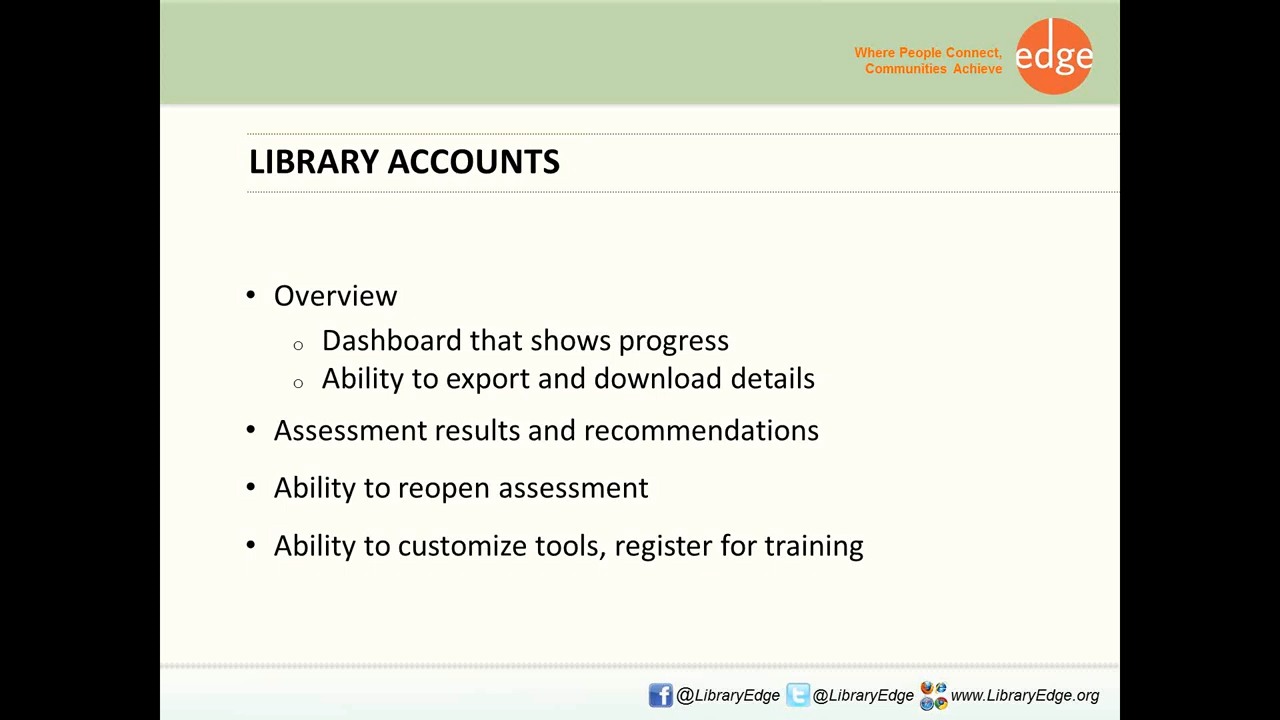 Where People Connect,
Communities Achieve
edge
LIBRARY ACCOUNTS
• Overview
o Dashboard that shows progress
o Ability to export and download details
• Assessment results and recommendations
• Ability to reopen assessment
• Ability to customize tools, register for training
@LibraryEdge @LibraryEdge www.LibraryEdge.org